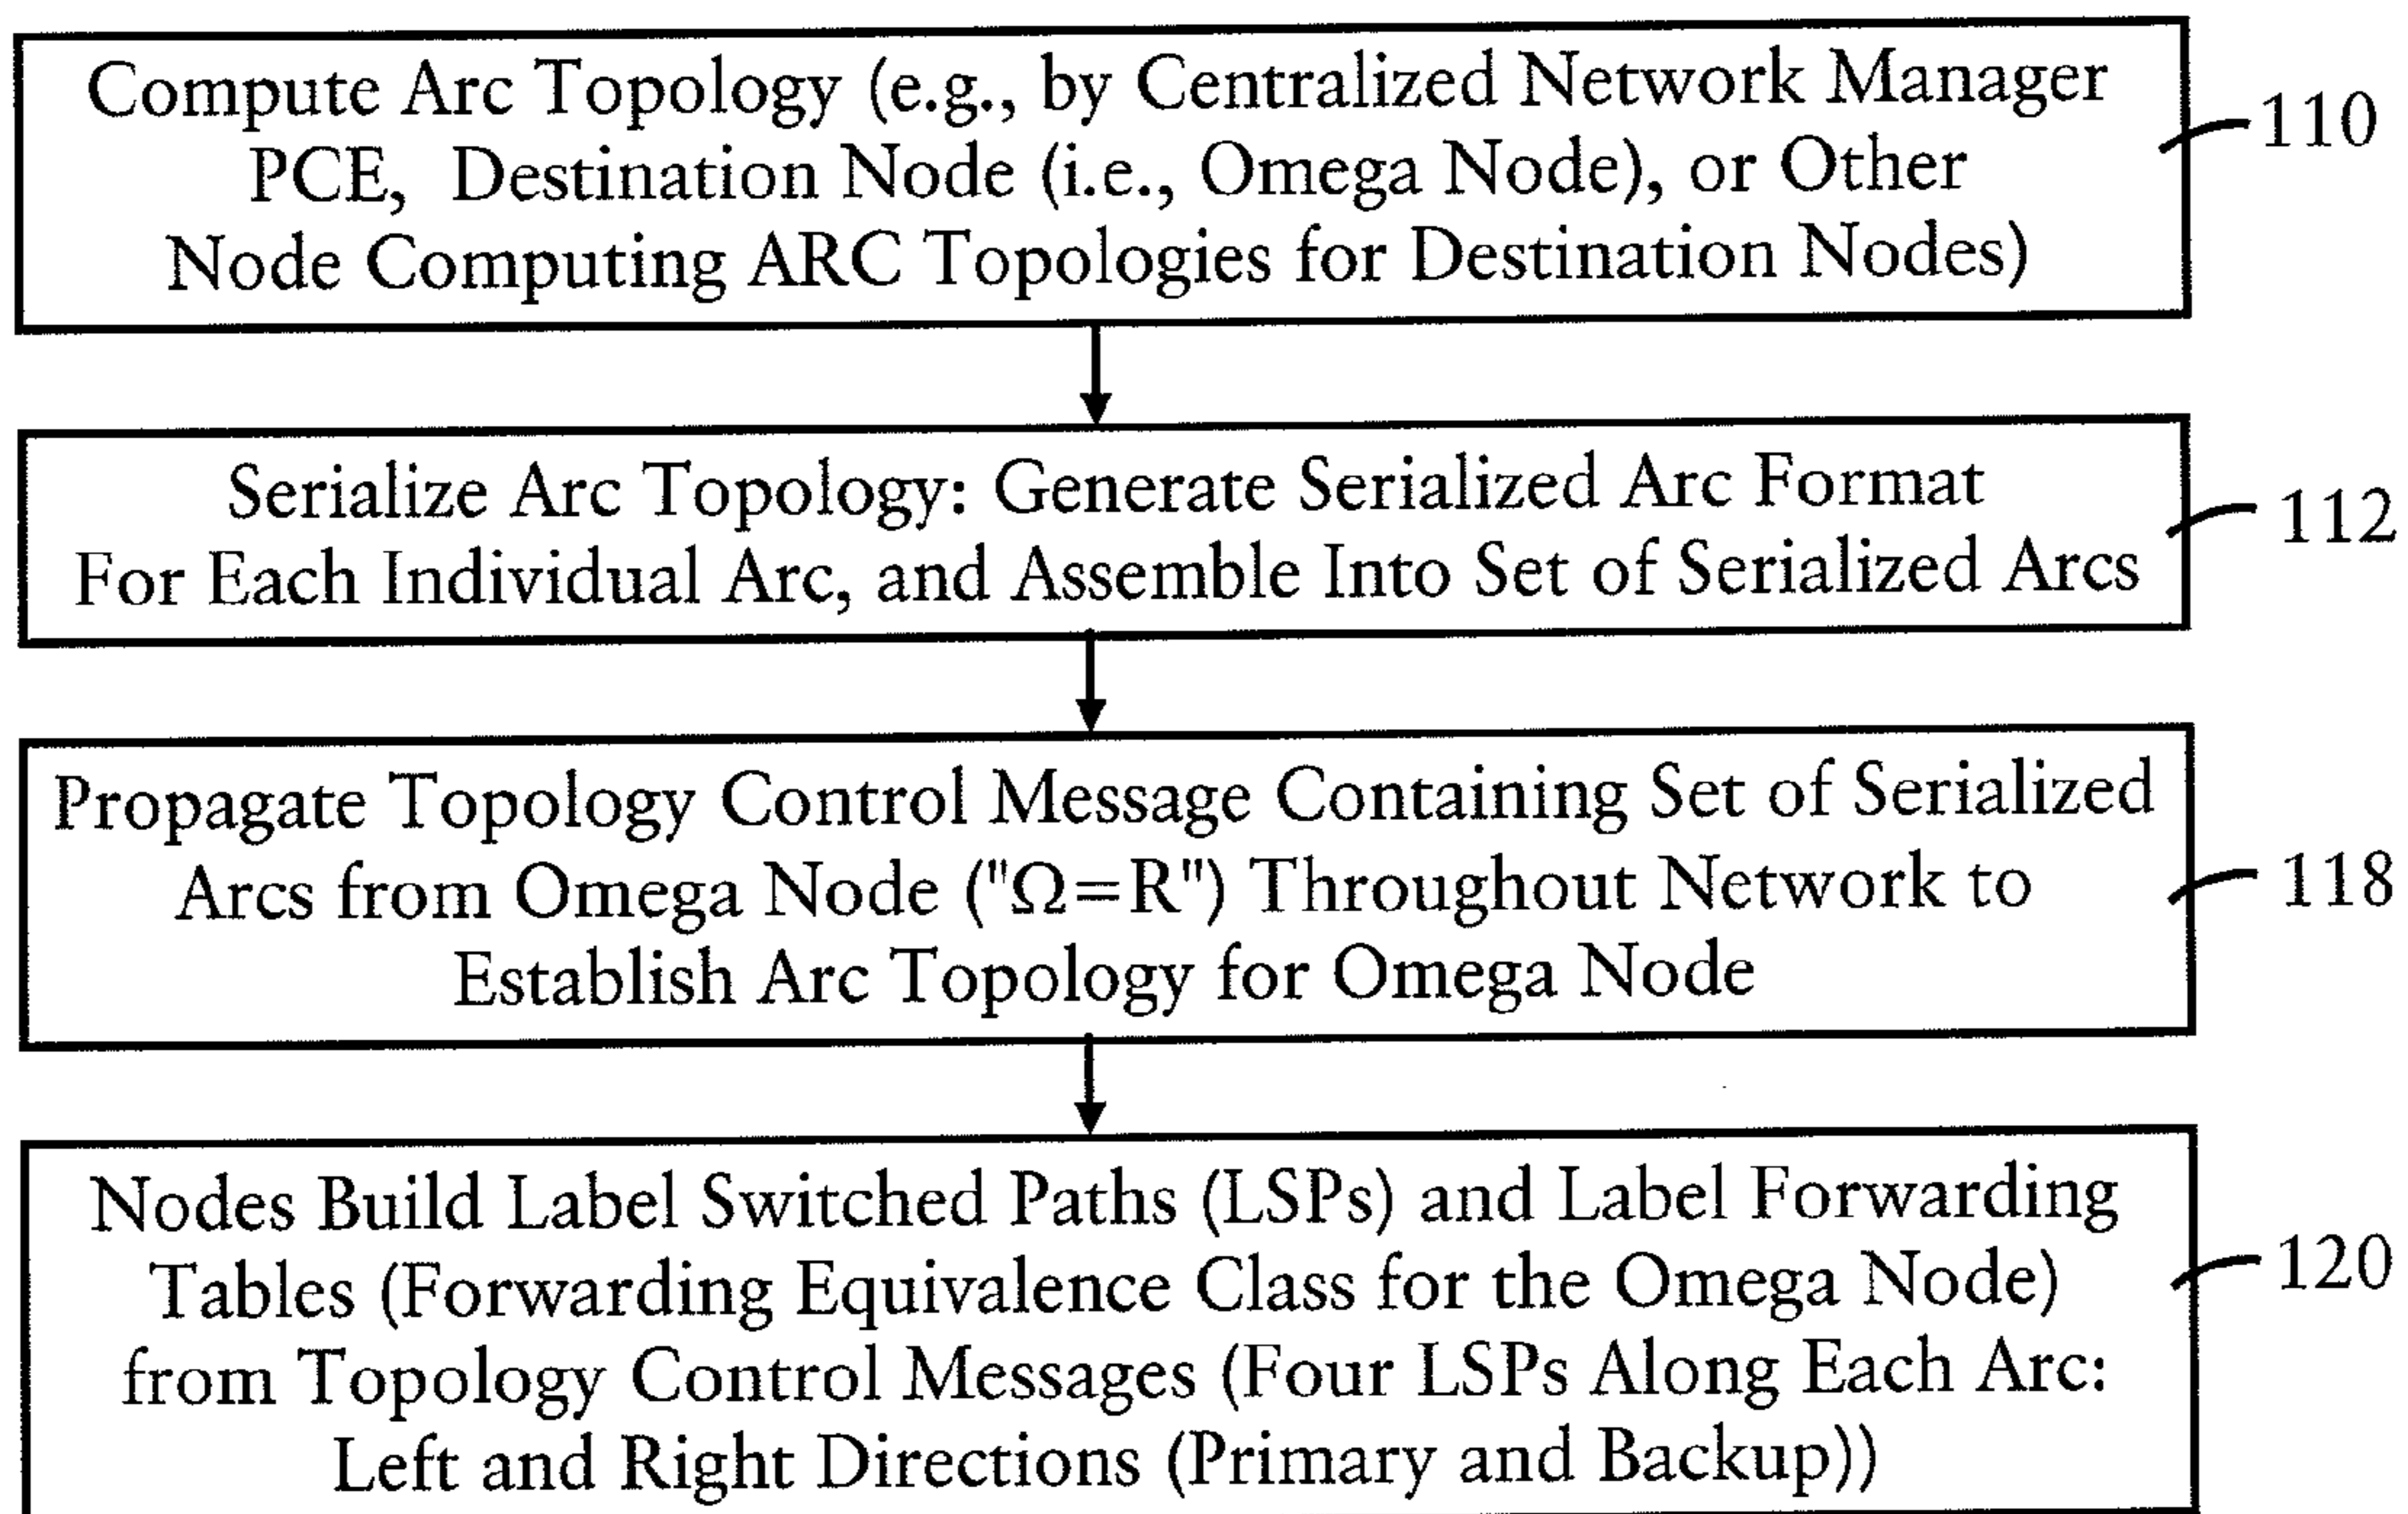 Compute Arc Topology (e.g., by Centralized Network Manager
PCE, Destination Node (i.e., Omega Node), or Other
Node Computing ARC Topologies for Destination Nodes)
110
Serialize Arc Topology: Generate Serialized Arc Format
For Each Individual Arc, and Assemble Into Set of Serialized Arcs
112
Propagate Topology Control Message Containing Set of Serialized
Arcs from Omega Node ("Ω=R") Throughout Network to
Establish Arc Topology for Omega Node
118
Nodes Build Label Switched Paths (LSPs) and Label Forwarding
Tables (Forwarding Equivalence Class for the Omega Node)
from Topology Control Messages (Four LSPs Along Each Arc:
Left and Right Directions (Primary and Backup))
120